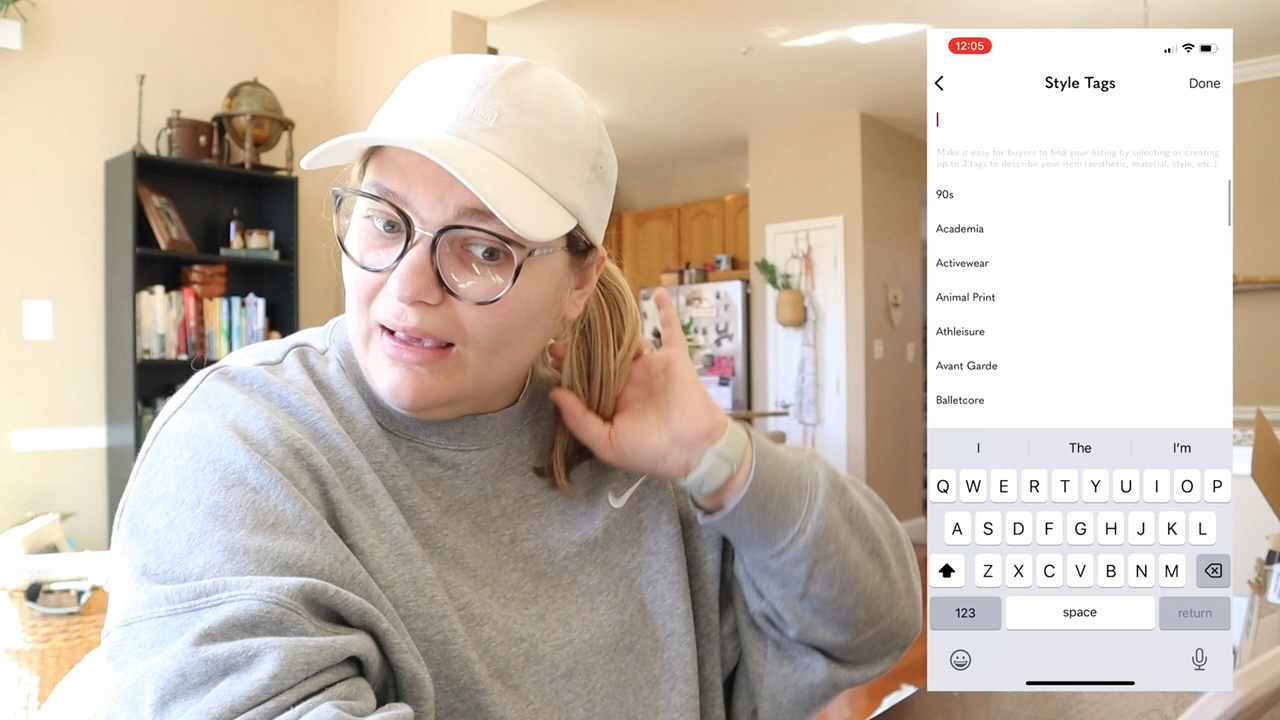 12:05
Style Tags
Done
Make it easy for buyers to find your listing by selecting or creating
up to 3 tags to describe your item (aesthetic, material, style, etc.)
90s
Academia
Activewear
Animal Print
Athleisure
Avant Garde
Balletcore
I The I'm
Q W E R T Y U I O P
A S D F G H J K L
Z X C V B N M
123 space return